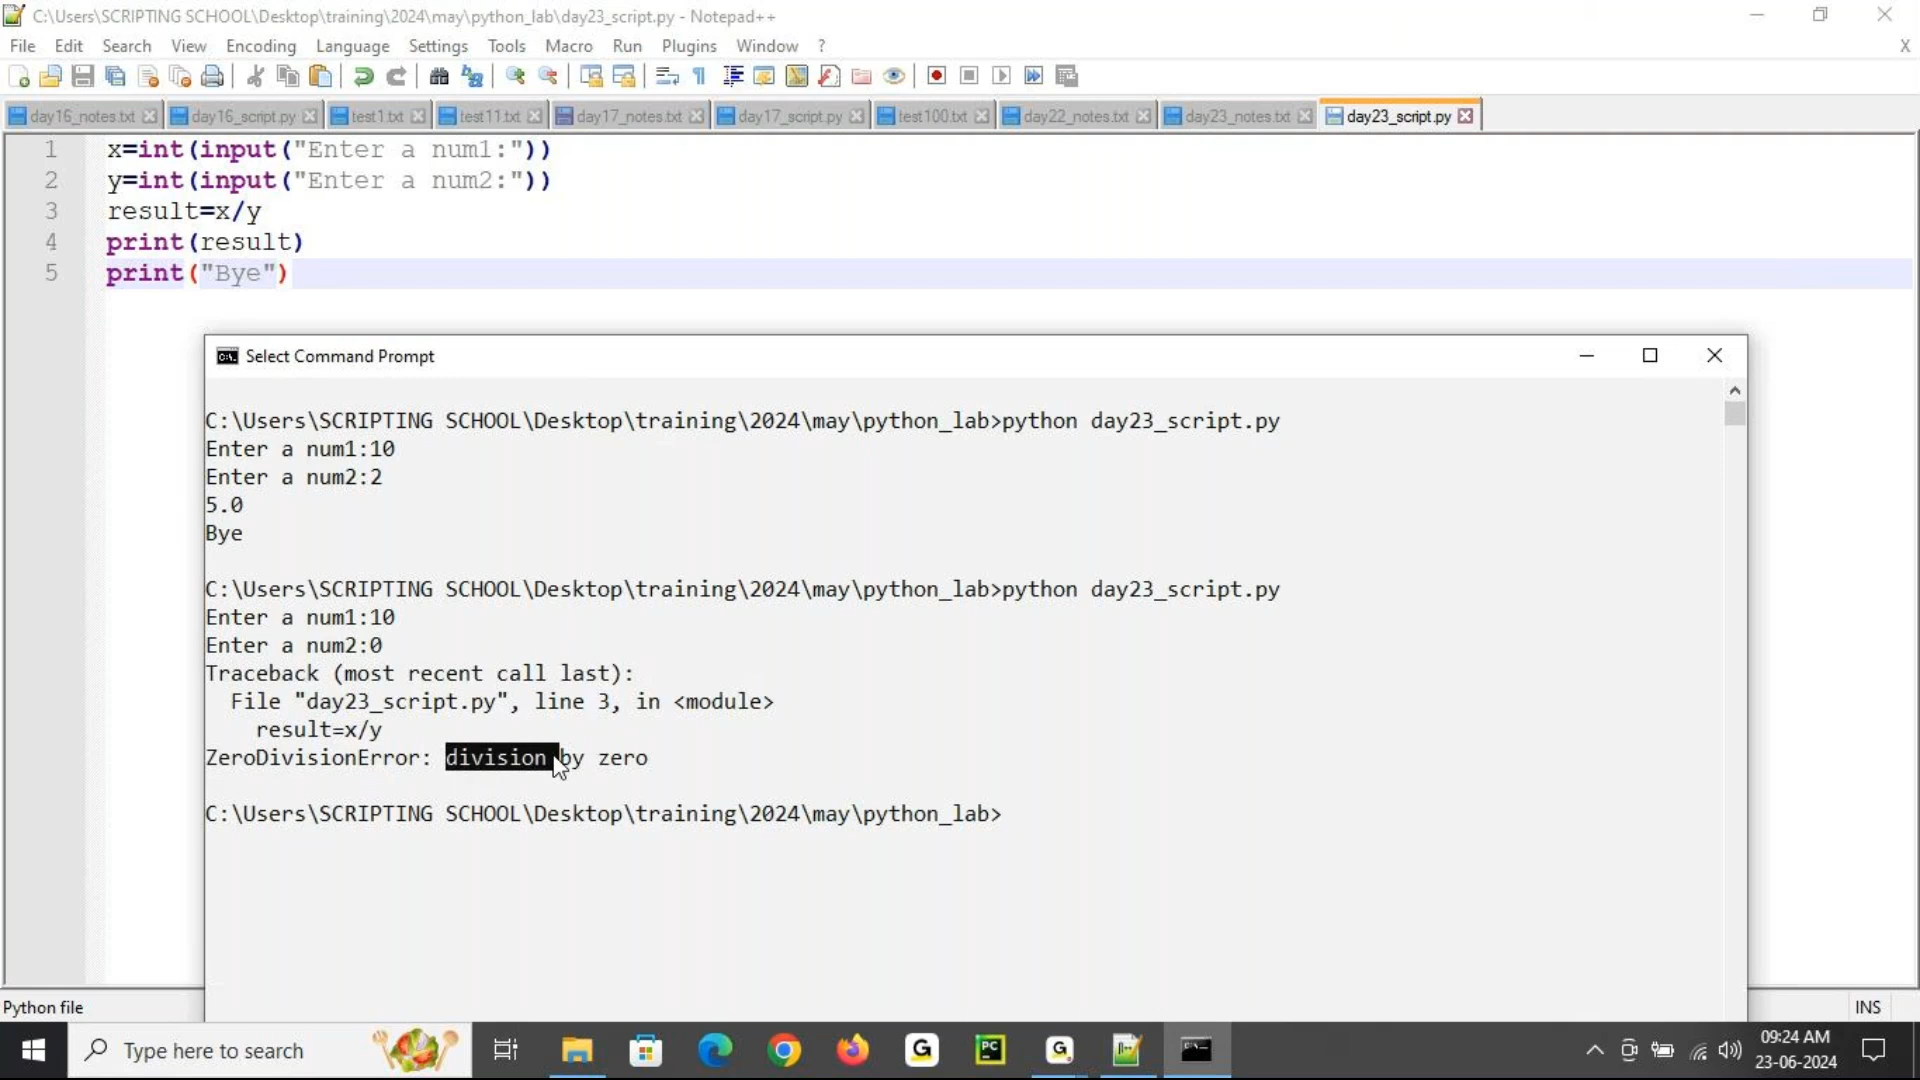 C:\Users\SCRIPTING SCHOOL\Desktop\training\2024\may\python_lab\day23_script.py - Notepad++
File Edit Search View Encoding Language Settings Tools Macro Run Plugins Window ? X
day16_notes.txt day16_script.py test1.txt test11.txt day17_notes.txt day17_script.py test100.txt day22_notes.txt day23_notes.txt day23_script.py
1 x=int(input("Enter a num1:"))
2 y=int(input("Enter a num2:"))
3 result=x/y
4 print(result)
5 print("Bye")
Select Command Prompt
C:\Users\SCRIPTING SCHOOL\Desktop\training\2024\may\python_lab>python day23_script.py
Enter a num1:10
Enter a num2:2
5.0
Bye
C:\Users\SCRIPTING SCHOOL\Desktop\training\2024\may\python_lab>python day23_script.py
Enter a num1:10
Enter a num2:0
Traceback (most recent call last):
  File "day23_script.py", line 3, in <module>
    result=x/y
ZeroDivisionError: division by zero
C:\Users\SCRIPTING SCHOOL\Desktop\training\2024\may\python_lab>
Python file INS
Type here to search
09:24 AM
23-06-2024